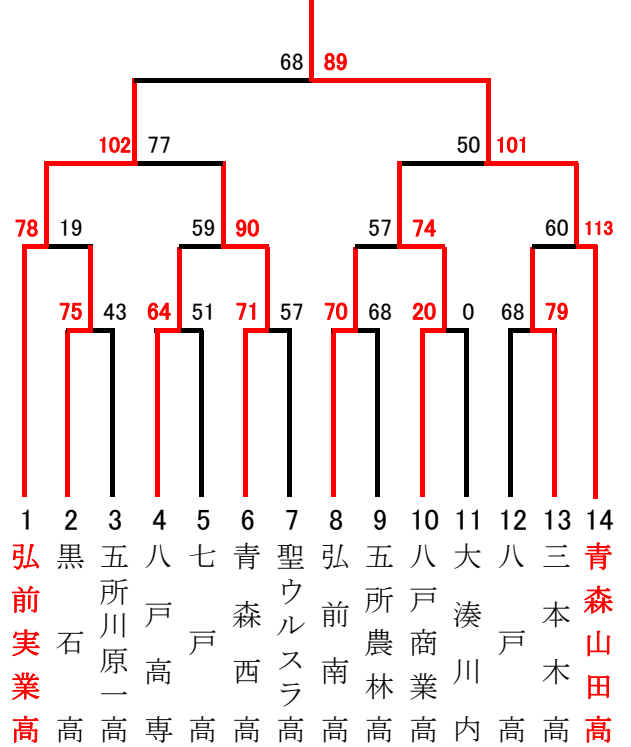 68 89
102 77 50 101
78 19 59 90 57 74 60 113
75 43 64 51 71 57 70 68 20 0 68 79
1 2 3 4 5 6 7 8 9 10 11 12 13 14
弘前実業高
黒石高
五所川原一高
八戸高専
七戸高
青森西高
聖ウルスラ高
弘前南高
五所農林高
八戸商業高
大湊川内
八戸高
三本木高
青森山田高